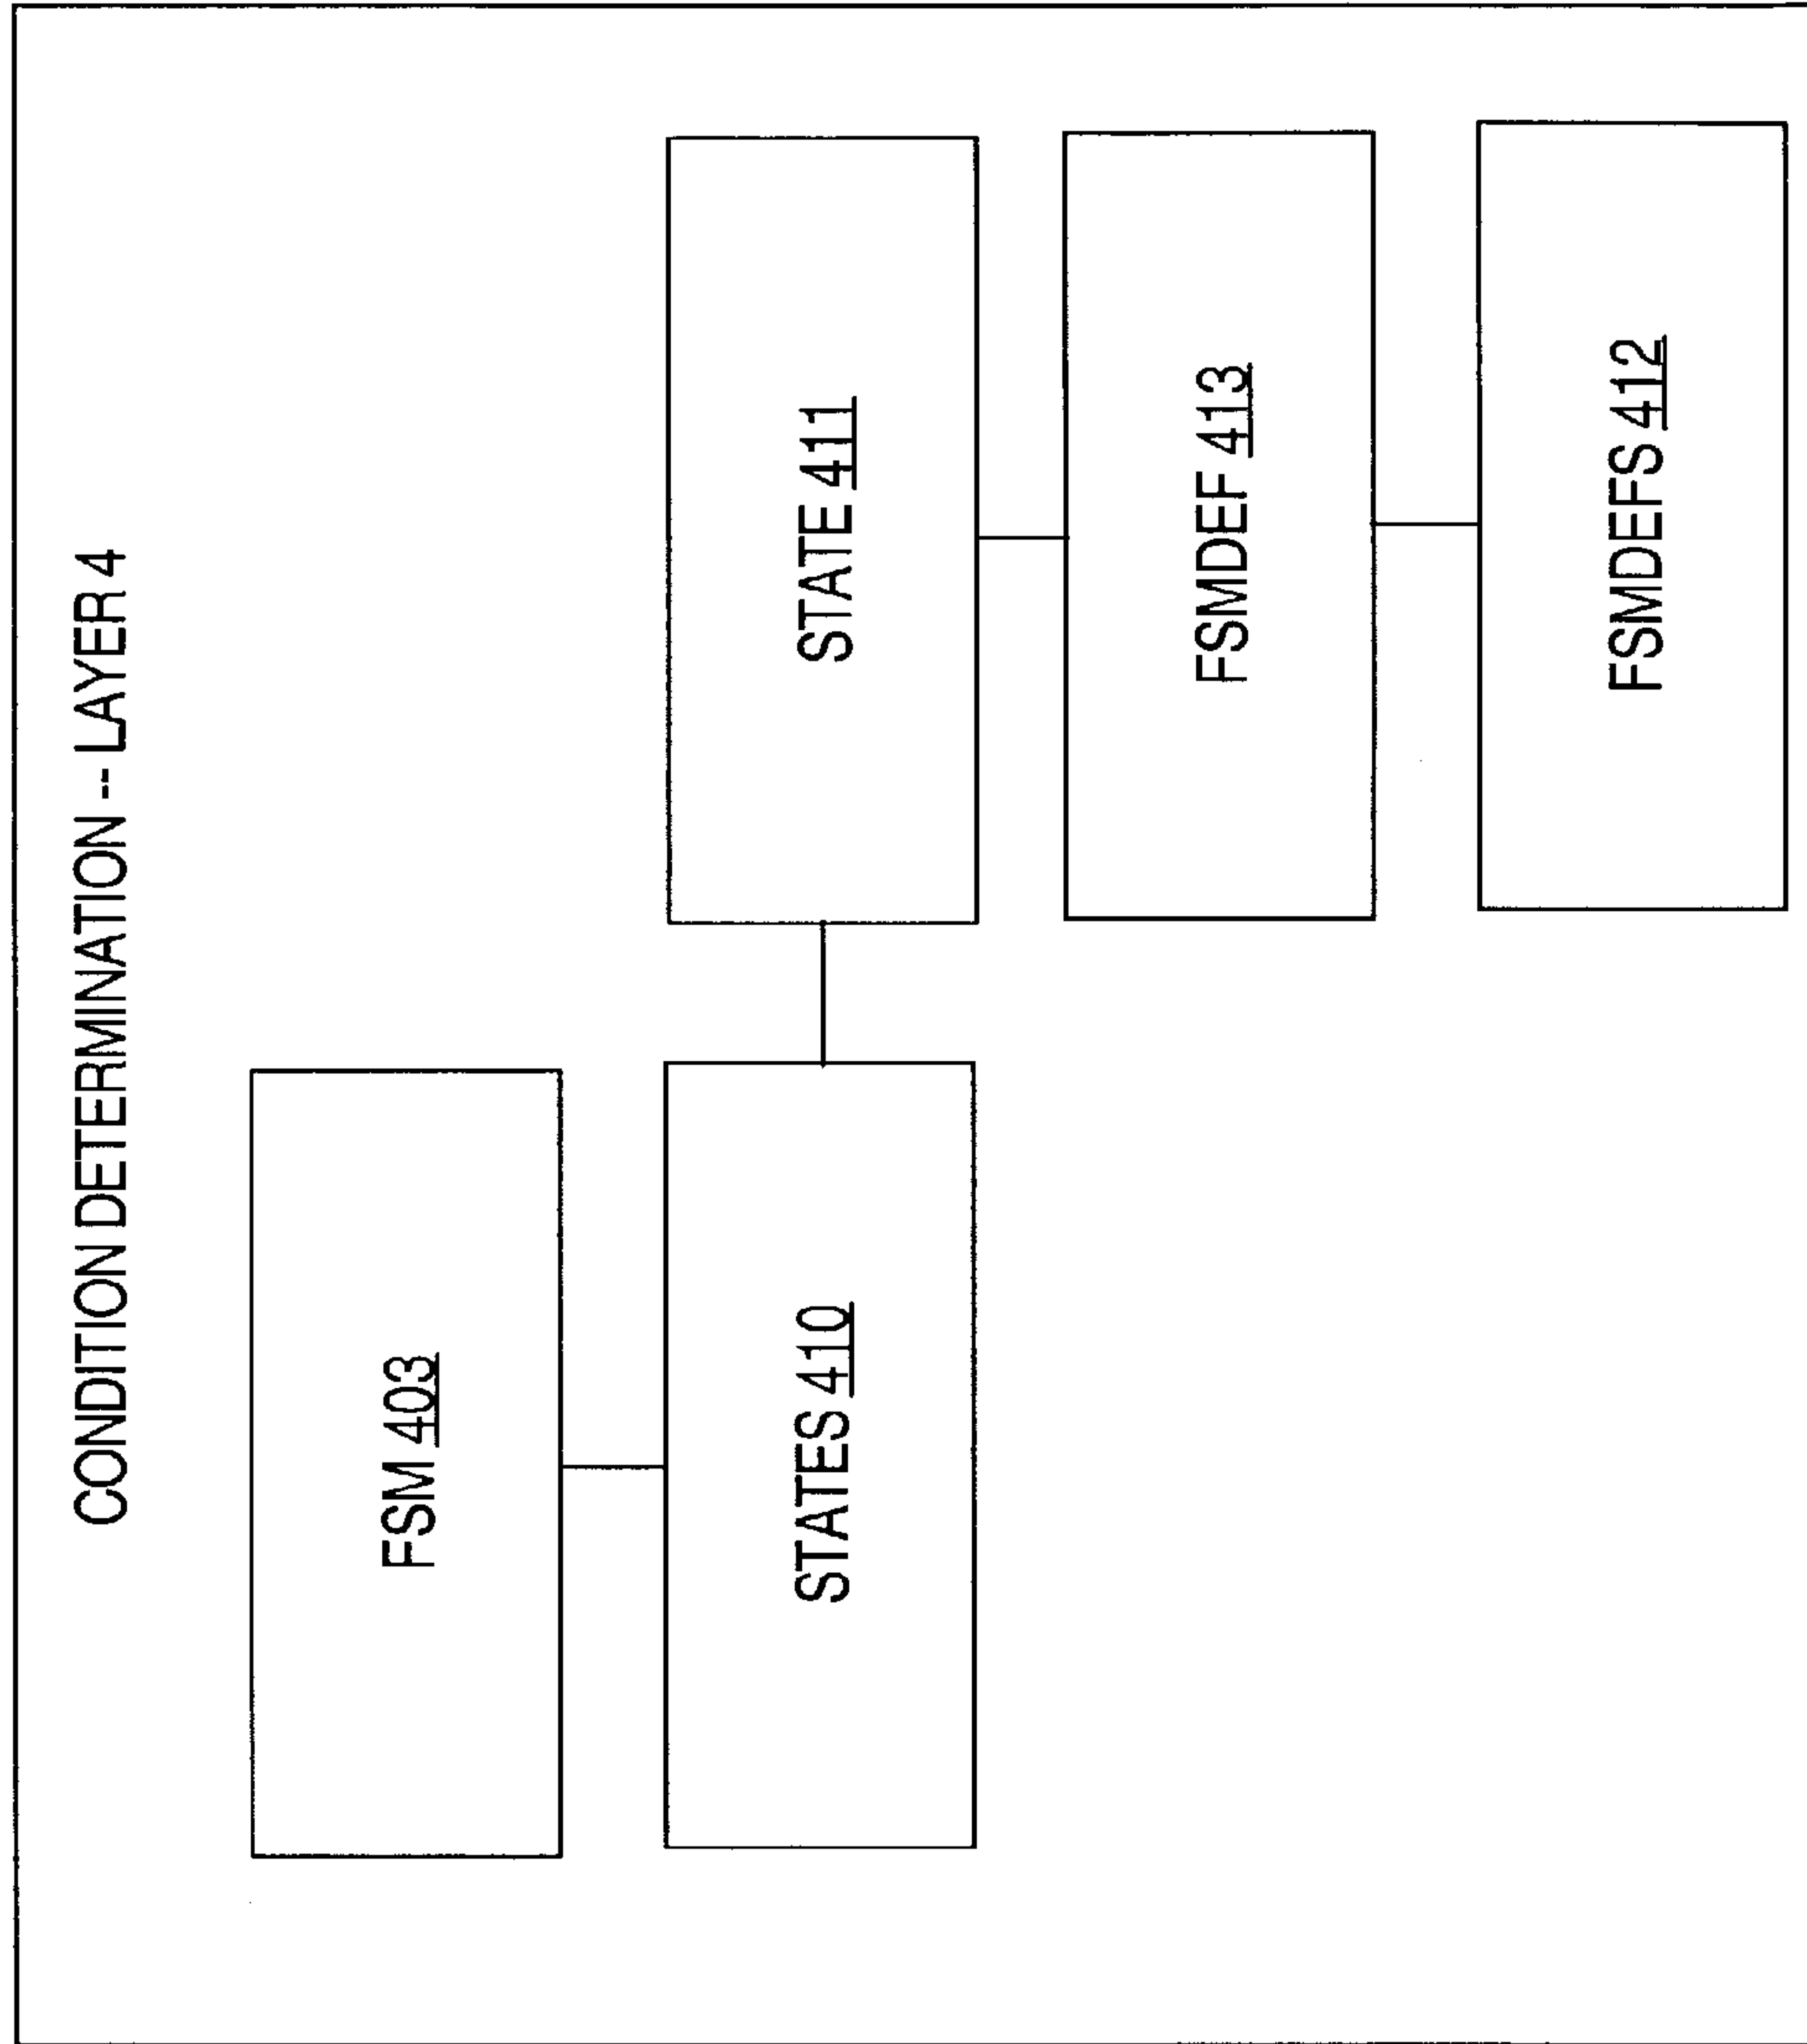 CONDITION DETERMINATION -- LAYER 4
FSM 403
STATES 410
STATE 411
FSMDEF 413
FSMDEFS 412